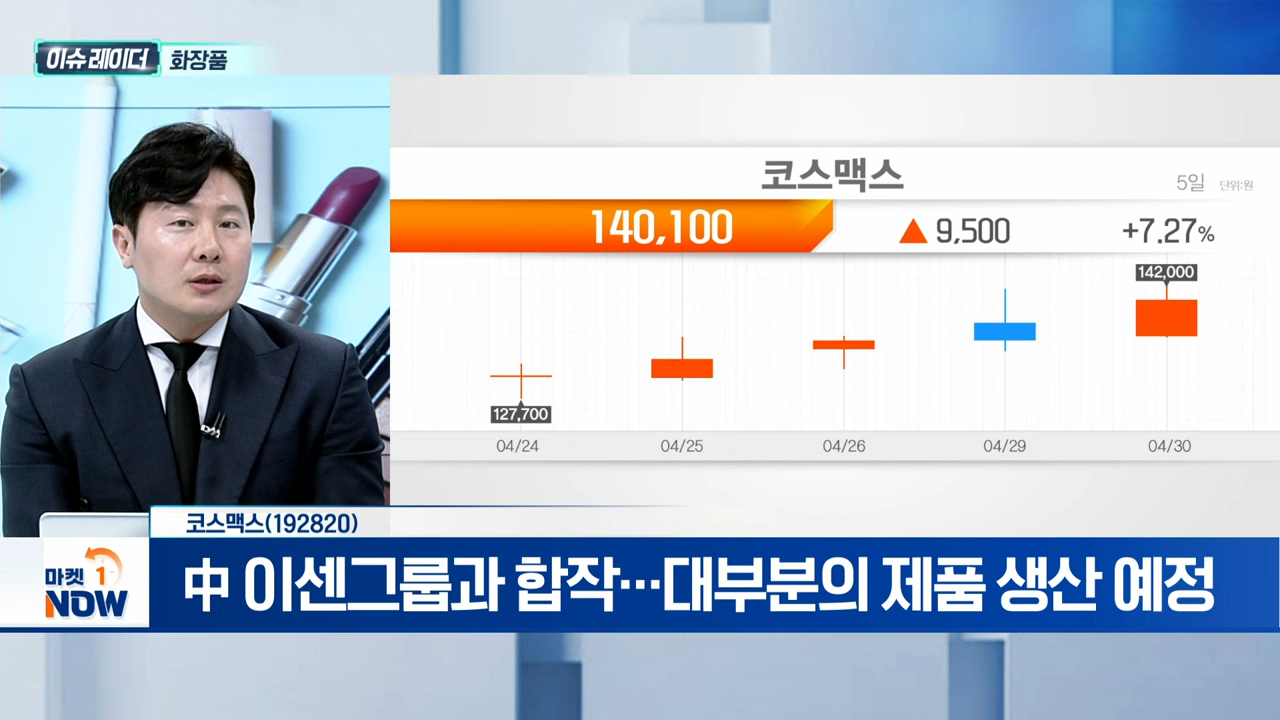 이슈레이더 화장품
코스맥스
5일 단위:원
140,100 ▲ 9,500 +7.27%
142,000
127,700
04/24 04/25 04/26 04/29 04/30
코스맥스(192820)
마켓 1
NOW
中 이센그룹과 합작…대부분의 제품 생산 예정